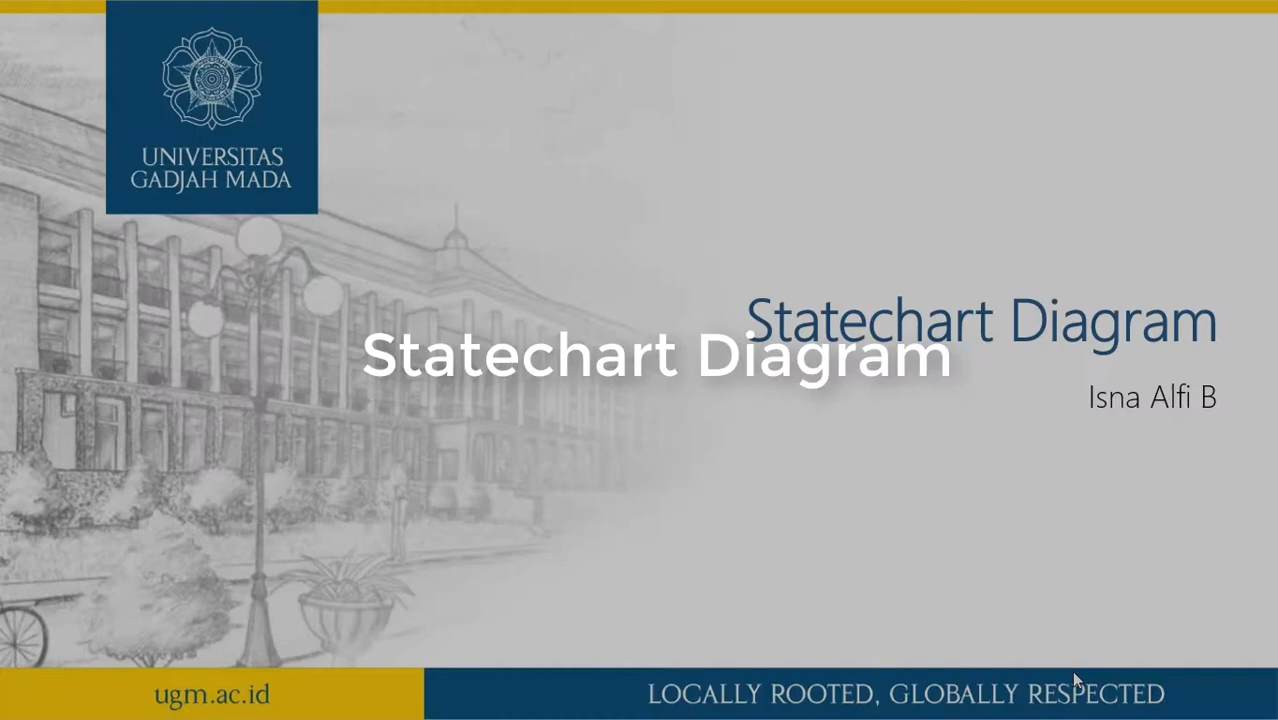 UNIVERSITAS
GADJAH MADA
Statechart Diagram
Statechart Diagram
Isna Alfi B
ugm.ac.id
LOCALLY ROOTED, GLOBALLY RESPECTED